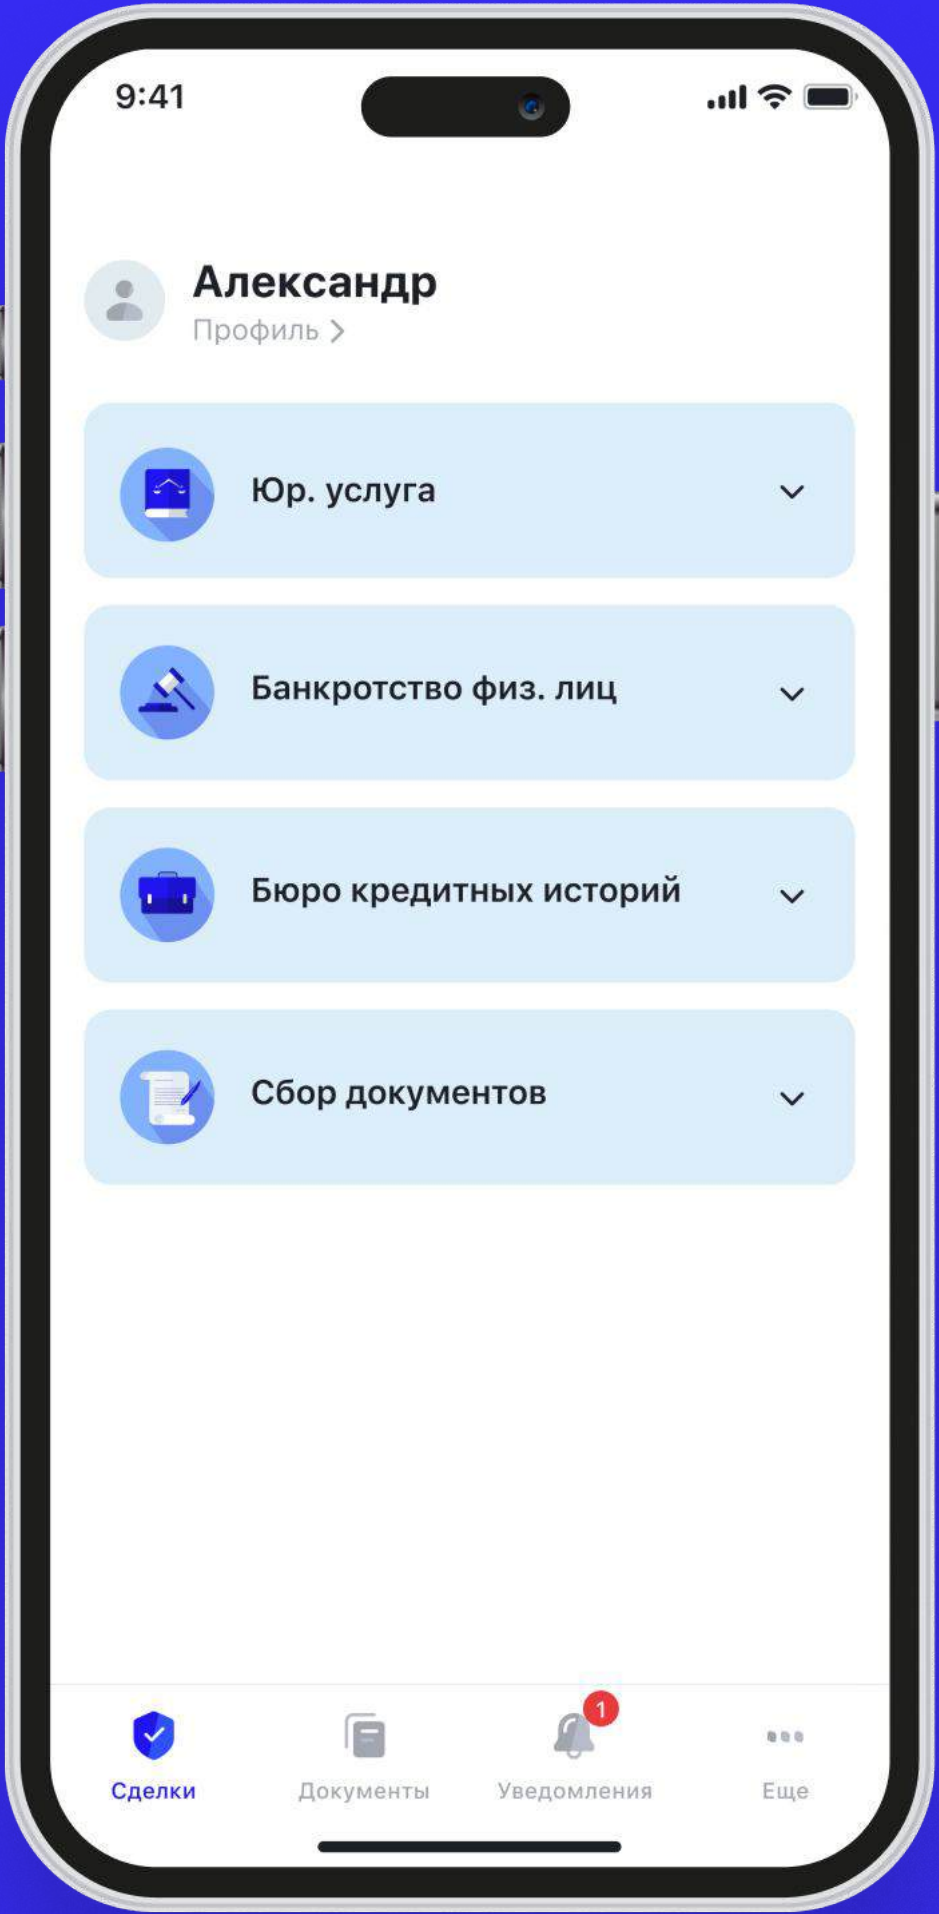 9:41
Александр
Профиль
Юр. услуга
Банкротство физ. лиц
Бюро кредитных историй
Сбор документов
1
Сделки
Документы
Уведомления
Еще